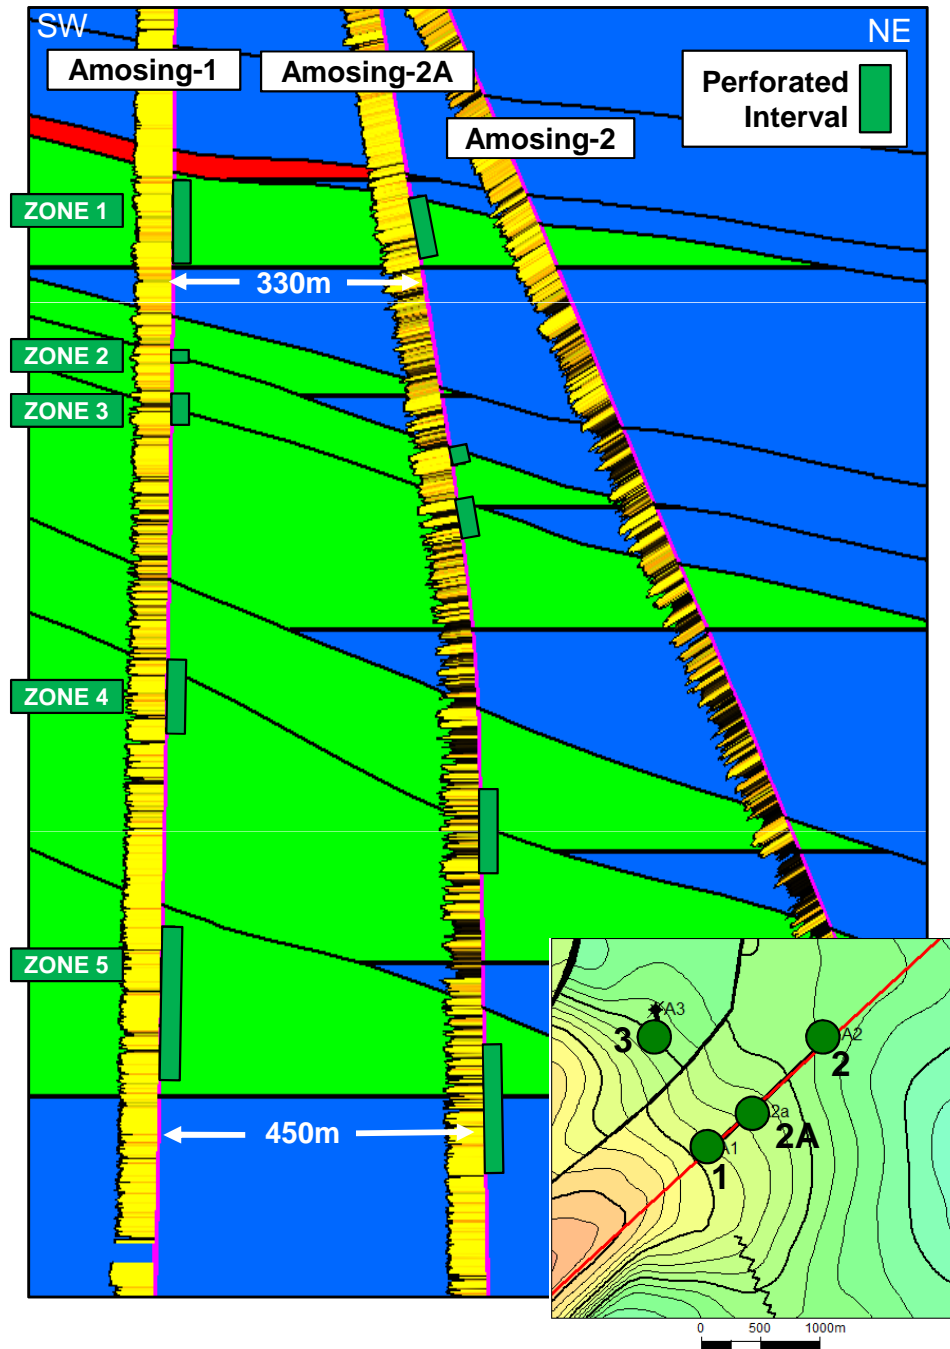 SW
NE
Amosing-1
Amosing-2A
Amosing-2
Perforated
Interval
ZONE 1
330m
ZONE 2
ZONE 3
ZONE 4
ZONE 5
450m
A3
3
A2
2
2a
2A
A1
1
0 500 1000m